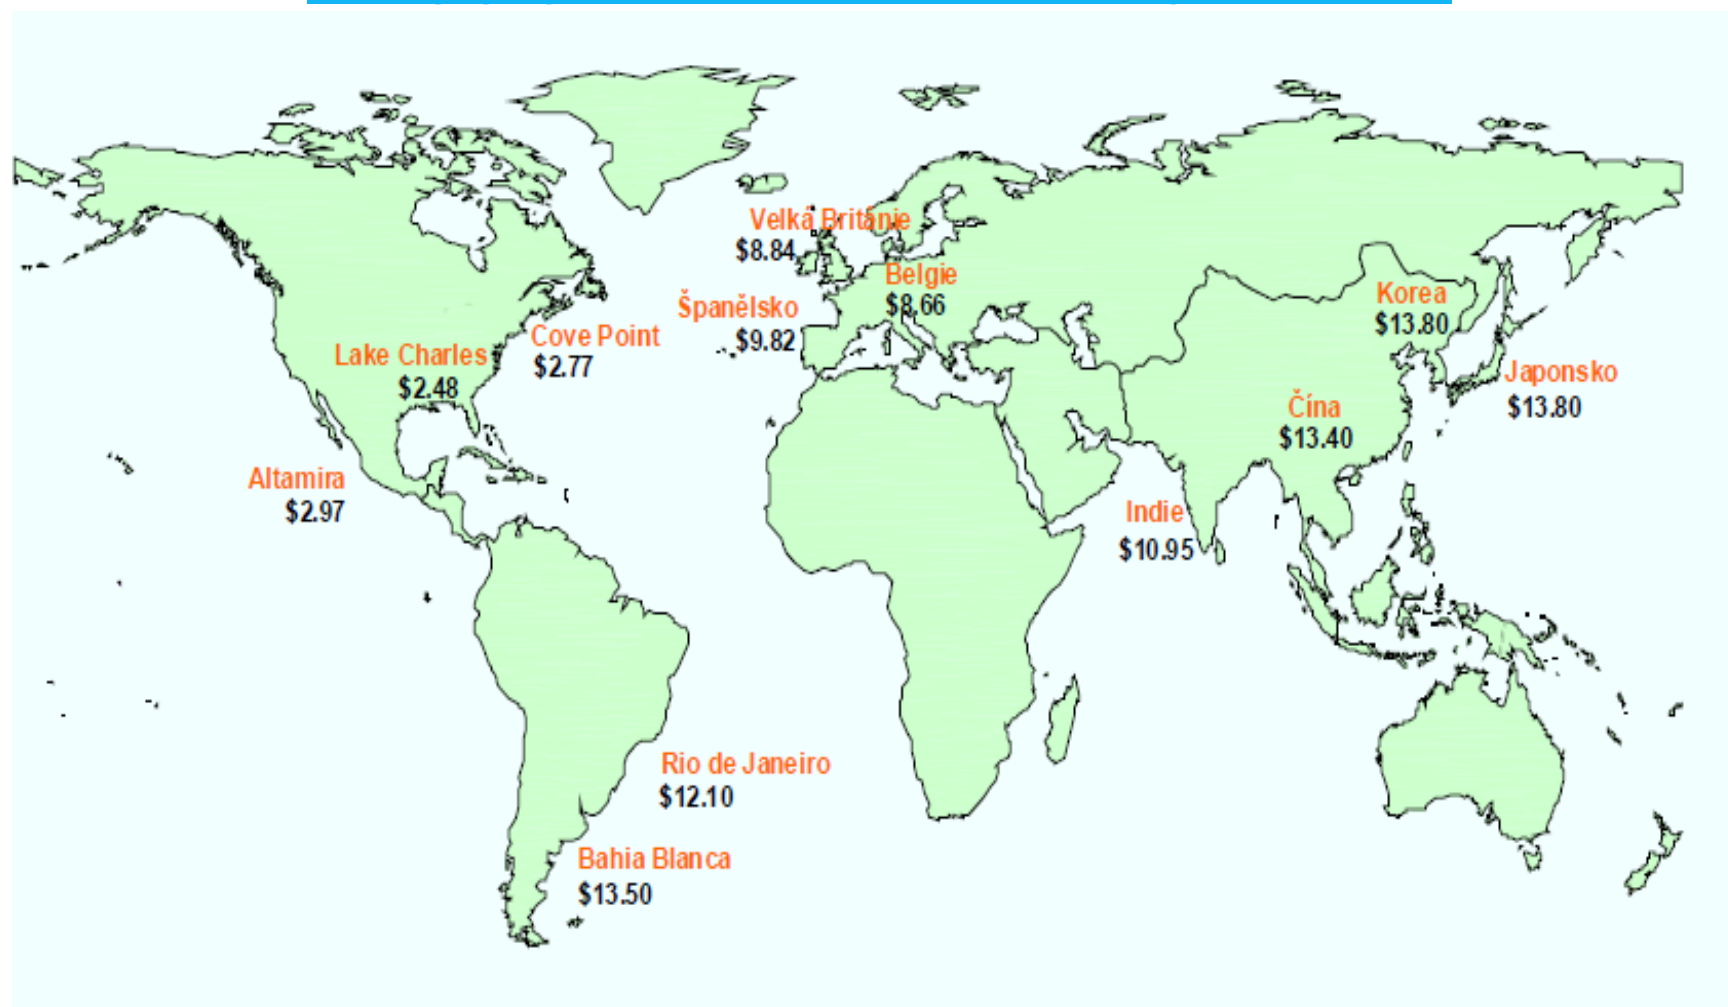 Velká Británie
$8.84
Belgie
$8.66
Španělsko
$9.82
Korea
$13.80
Cove Point
$2.77
Lake Charles
$2.48
Japonsko
$13.80
Čína
$13.40
Altamira
$2.97
Indie
$10.95
Rio de Janeiro
$12.10
Bahia Blanca
$13.50